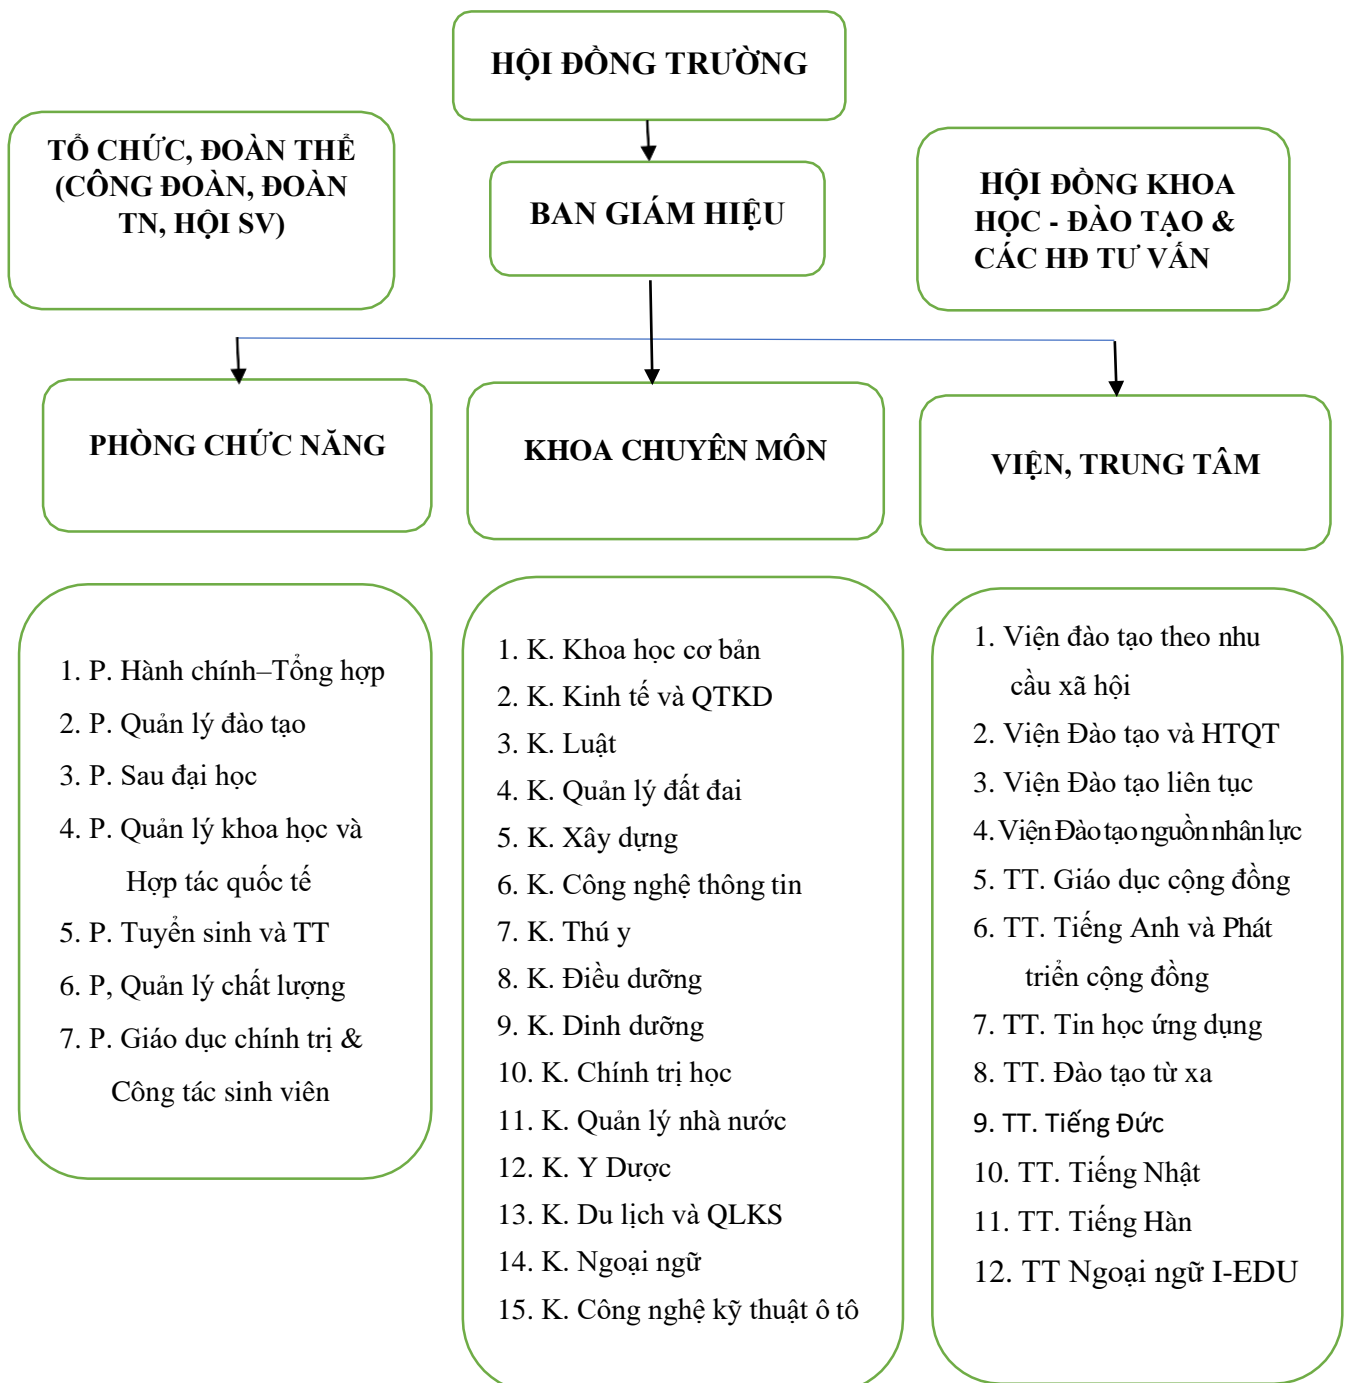 HỘI ĐỒNG TRƯỜNG
TỔ CHỨC, ĐOÀN THỂ
(CÔNG ĐOÀN, ĐOÀN
TN, HỘI SV)
BAN GIÁM HIỆU
HỘI ĐỒNG KHOA
HỌC - ĐÀO TẠO &
CÁC HĐ TƯ VẤN
PHÒNG CHỨC NĂNG
KHOA CHUYÊN MÔN
VIỆN, TRUNG TÂM
1. P. Hành chính–Tổng hợp
2. P. Quản lý đào tạo
3. P. Sau đại học
4. P. Quản lý khoa học và
Hợp tác quốc tế
5. P. Tuyển sinh và TT
6. P, Quản lý chất lượng
7. P. Giáo dục chính trị &
Công tác sinh viên
1. K. Khoa học cơ bản
2. K. Kinh tế và QTKD
3. K. Luật
4. K. Quản lý đất đai
5. K. Xây dựng
6. K. Công nghệ thông tin
7. K. Thú y
8. K. Điều dưỡng
9. K. Dinh dưỡng
10. K. Chính trị học
11. K. Quản lý nhà nước
12. K. Y Dược
13. K. Du lịch và QLKS
14. K. Ngoại ngữ
15. K. Công nghệ kỹ thuật ô tô
1. Viện đào tạo theo nhu
cầu xã hội
2. Viện Đào tạo và HTQT
3. Viện Đào tạo liên tục
4. Viện Đào tạo nguồn nhân lực
5. TT. Giáo dục cộng đồng
6. TT. Tiếng Anh và Phát
triển cộng đồng
7. TT. Tin học ứng dụng
8. TT. Đào tạo từ xa
9. TT. Tiếng Đức
10. TT. Tiếng Nhật
11. TT. Tiếng Hàn
12. TT Ngoại ngữ I-EDU